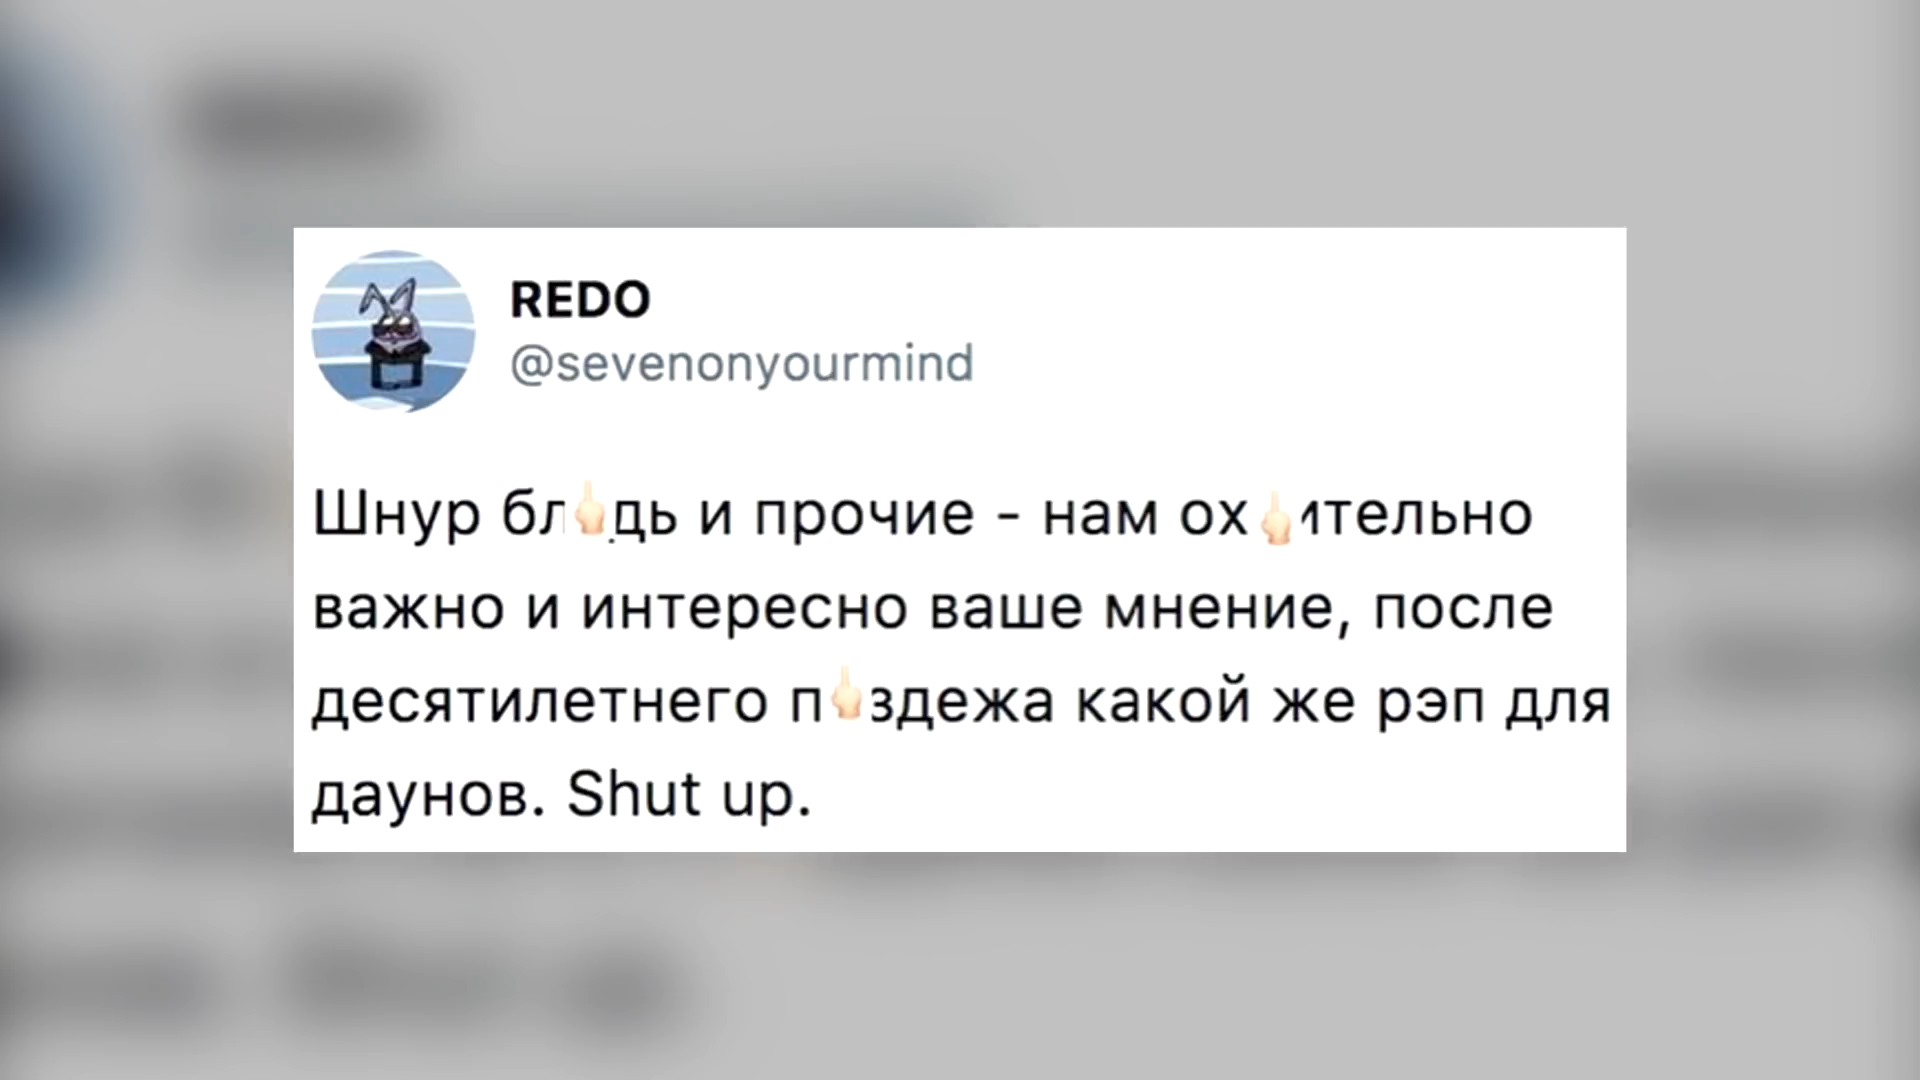 REDO
@sevenonyourmind
Шнур бл🖕🏻дь и прочие - нам ох🖕🏻ительно
важно и интересно ваше мнение, после
десятилетнего п🖕🏻здежа какой же рэп для
даунов. Shut up.